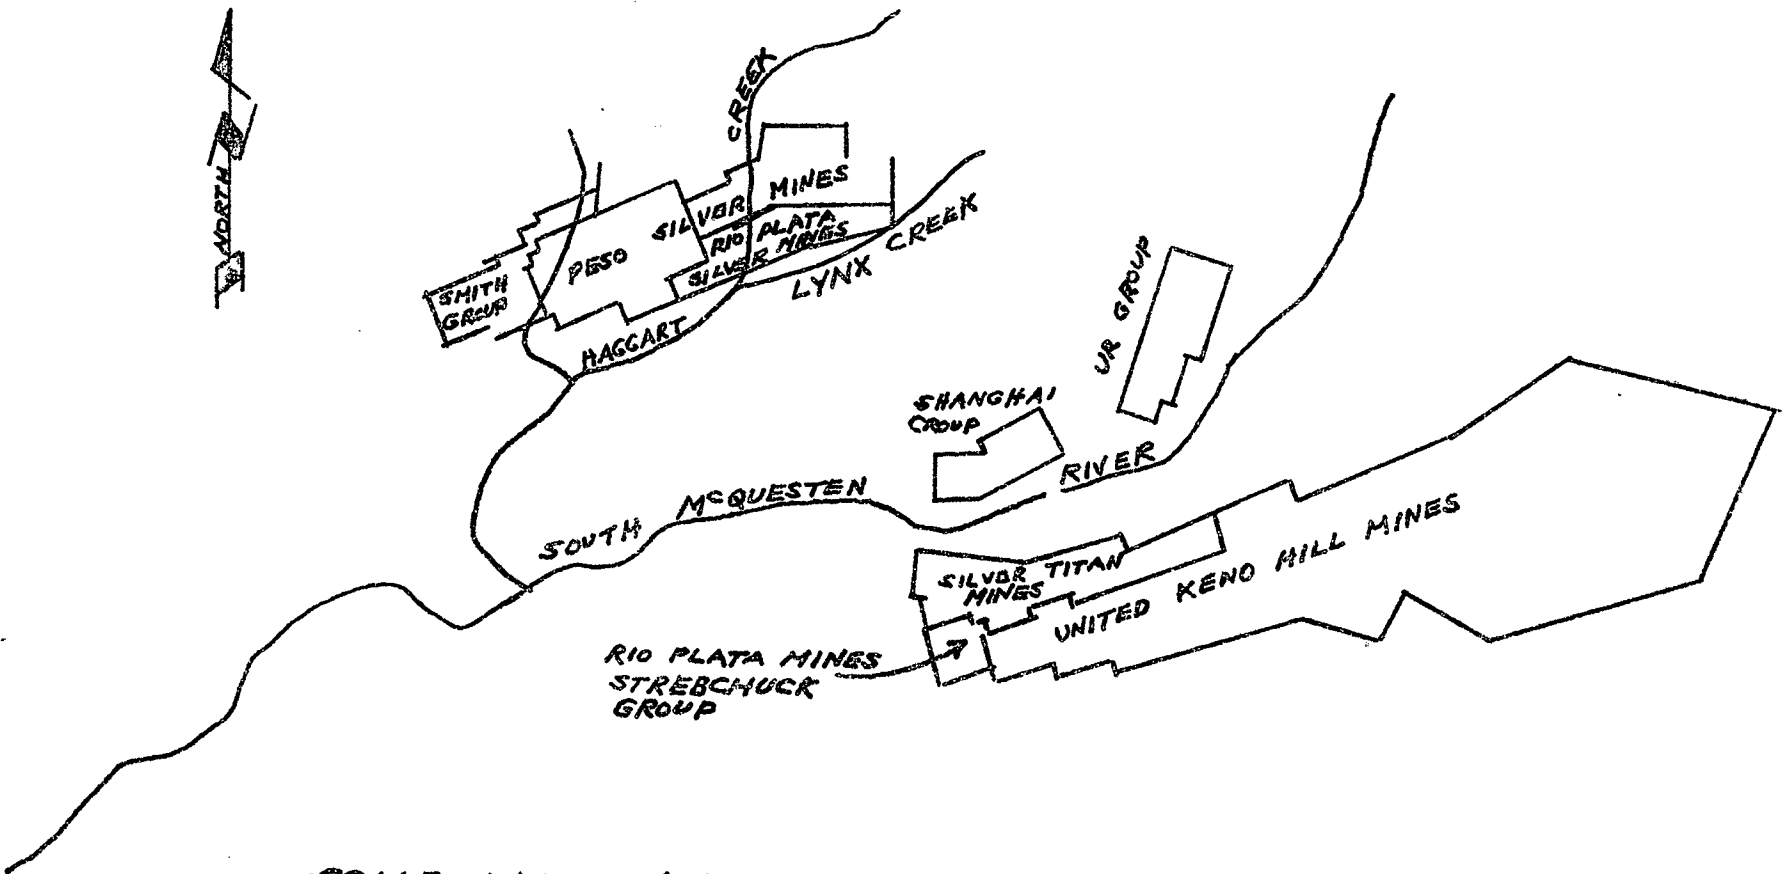 NORTH
CREEK
MINES
SILVER
PESO
RIO PLATA
SILVER MINES
SMITH
GROUP
LYNX CREEK
HAGGART
UR GROUP
SHANGHAI
GROUP
RIVER
SOUTH McQUESTEN
SILVER TITAN
MINES
UNITED KENO HILL MINES
RIO PLATA MINES
STREBCHUCK
GROUP